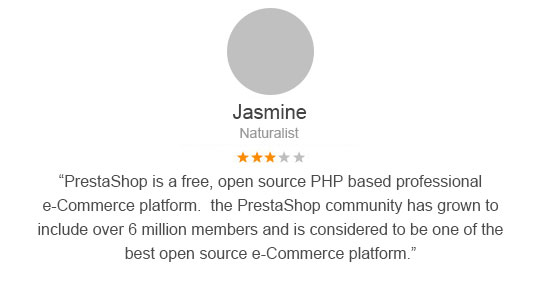 Jasmine
Naturalist
“PrestaShop is a free, open source PHP based professional
e-Commerce platform.  the PrestaShop community has grown to
include over 6 million members and is considered to be one of the
best open source e-Commerce platform.”